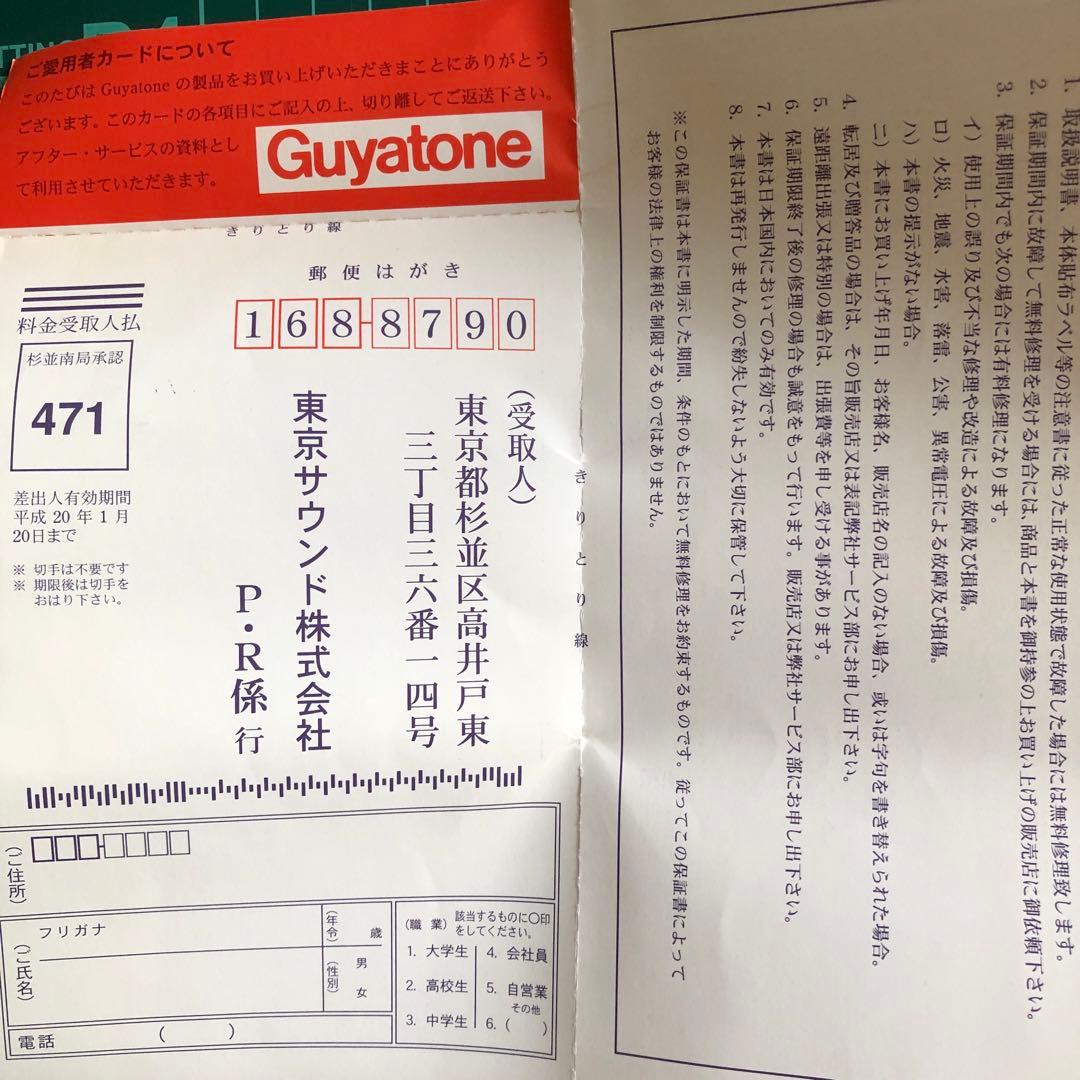 ご愛用者カードについて
このたびは Guyatone の製品をお買い上げいただきまことにありがとう
ございます。このカードの各項目にご記入の上、切り離してご返送下さい。
アフター・サービスの資料とし
て利用させていただきます。
Guyatone
きりとり線
郵便はがき
168-8790
料金受取人払
杉並南局承認
471
差出人有効期間
平成20年1月
20日まで
※ 切手は不要です
※ 期限後は切手を
おはり下さい。
(受取人)
東京都杉並区高井戸東
三丁目三六番一四号
東京サウンド株式会社
P・R係 行
きりとり線
(ご住所)
フリガナ
(ご氏名)
(年令)
歳
(性別)
男
女
電話
( )
(職業)
該当するものに○印
をしてください。
1. 大学生
2. 高校生
3. 中学生
4. 会社員
5. 自営業
その他
6. ( )
1. 取扱説明書、本体貼布ラベル等の注意書に従った正常な使用状態で故障した場合には無料修理致します。
2. 保証期間内に故障して無料修理を受ける場合には、商品と本書を御持参の上お買い上げの販売店に御依頼下さい。
3. 保証期間内でも次の場合には有料修理になります。
イ) 使用上の誤り及び不当な修理や改造による故障及び損傷。
ロ) 火災、地震、水害、落雷、公害、異常電圧による故障及び損傷。
ハ) 本書の提示がない場合。
ニ) 本書にお買い上げ年月日、お客様名、販売店名の記入のない場合、或いは字句を書き替えられた場合。
4. 転居及び贈答品の場合は、その旨販売店又は表記弊社サービス部にお申し出下さい。
5. 遠距離出張又は特別の場合は、出張費等を申し受ける事があります。
6. 保証期限終了後の修理の場合も誠意をもって行います。販売店又は弊社サービス部にお申し出下さい。
7. 本書は日本国内においてのみ有効です。
8. 本書は再発行しませんので紛失しないよう大切に保管して下さい。
※この保証書は本書に明示した期間、条件のもとにおいて無料修理をお約束するものです。従ってこの保証書によって
お客様の法律上の権利を制限するものではありません。